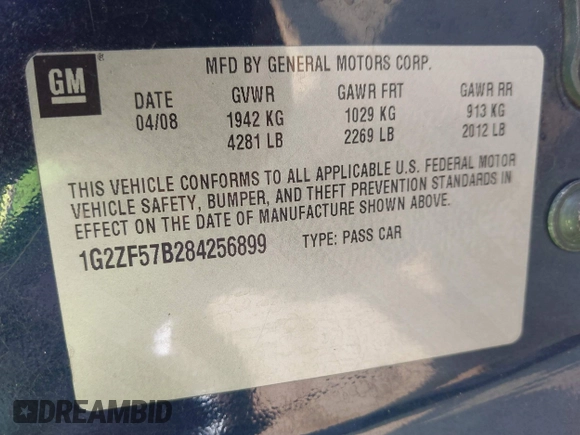 GM
®
MFD BY GENERAL MOTORS CORP.
DATE GVWR GAWR FRT GAWR RR
04/08 1942 KG 1029 KG 913 KG
4281 LB 2269 LB 2012 LB
THIS VEHICLE CONFORMS TO ALL APPLICABLE U.S. FEDERAL MOTOR
VEHICLE SAFETY, BUMPER, AND THEFT PREVENTION STANDARDS IN
EFFECT ON THE DATE OF MANUFACTURE SHOWN ABOVE.
1G2ZF57B284256899 TYPE: PASS CAR
DREAMBID